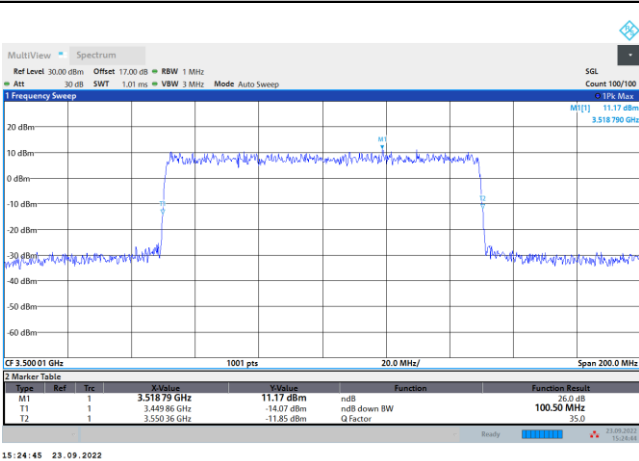 MultiView Spectrum
Ref Level 30.00 dBm Offset 17.00 dB RBW 1 MHz SGL
Att 30 dB SWT 1.01 ms VBW 3 MHz Mode Auto Sweep Count 100/100
1 Frequency Sweep 1Pk Max
M1[1] 11.17 dBm
3.518 790 GHz
20 dBm
M1
10 dBm
0 dBm
T1
T2
-10 dBm
-20 dBm
-30 dBm
-40 dBm
-50 dBm
-60 dBm
CF 3.500 01 GHz 1001 pts 20.0 MHz/ Span 200.0 MHz
2 Marker Table
Type Ref Trc X-Value Y-Value Function Function Result
M1 1 3.518 79 GHz 11.17 dBm ndB 26.0 dB
T1 1 3.449 86 GHz -14.07 dBm ndB down BW 100.50 MHz
T2 1 3.550 36 GHz -11.85 dBm Q Factor 35.0
Ready 23.09.2022
15:24:44
15:24:45 23.09.2022